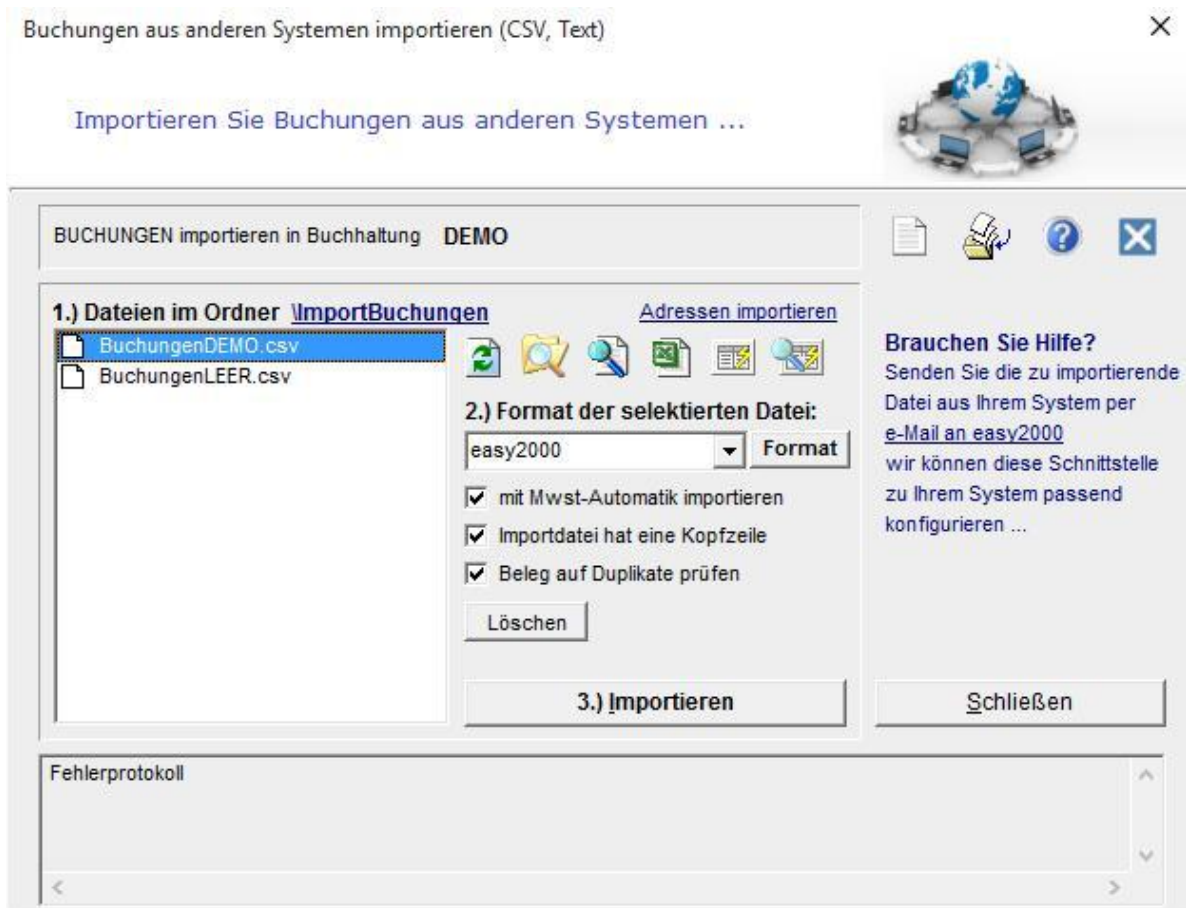 Buchungen aus anderen Systemen importieren (CSV, Text)
Importieren Sie Buchungen aus anderen Systemen ...
BUCHUNGEN importieren in Buchhaltung DEMO
1.) Dateien im Ordner \ImportBuchungen
Adressen importieren
BuchungenDEMO.csv
BuchungenLEER.csv
2.) Format der selektierten Datei:
easy2000
Format
mit Mwst-Automatik importieren
Importdatei hat eine Kopfzeile
Beleg auf Duplikate prüfen
Löschen
3.) Importieren
Brauchen Sie Hilfe?
Senden Sie die zu importierende
Datei aus Ihrem System per
e-Mail an easy2000
wir können diese Schnittstelle
zu Ihrem System passend
konfigurieren ...
Schließen
Fehlerprotokoll